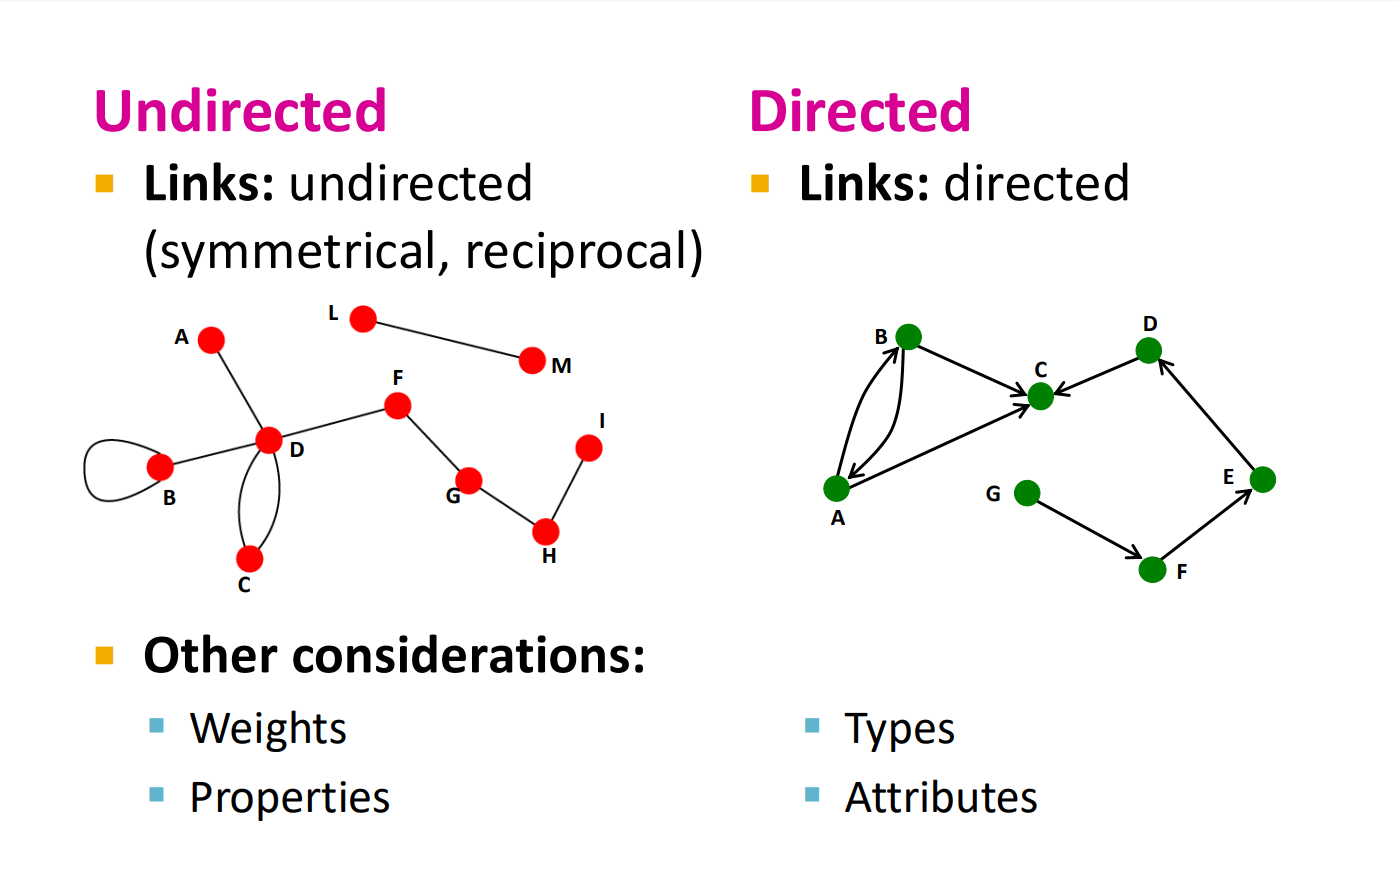 Undirected
Links: undirected
(symmetrical, reciprocal)
A
L
M
F
I
D
B
G
H
C
Other considerations:
Weights
Properties
Directed
Links: directed
B
D
C
A
G
E
F
Types
Attributes